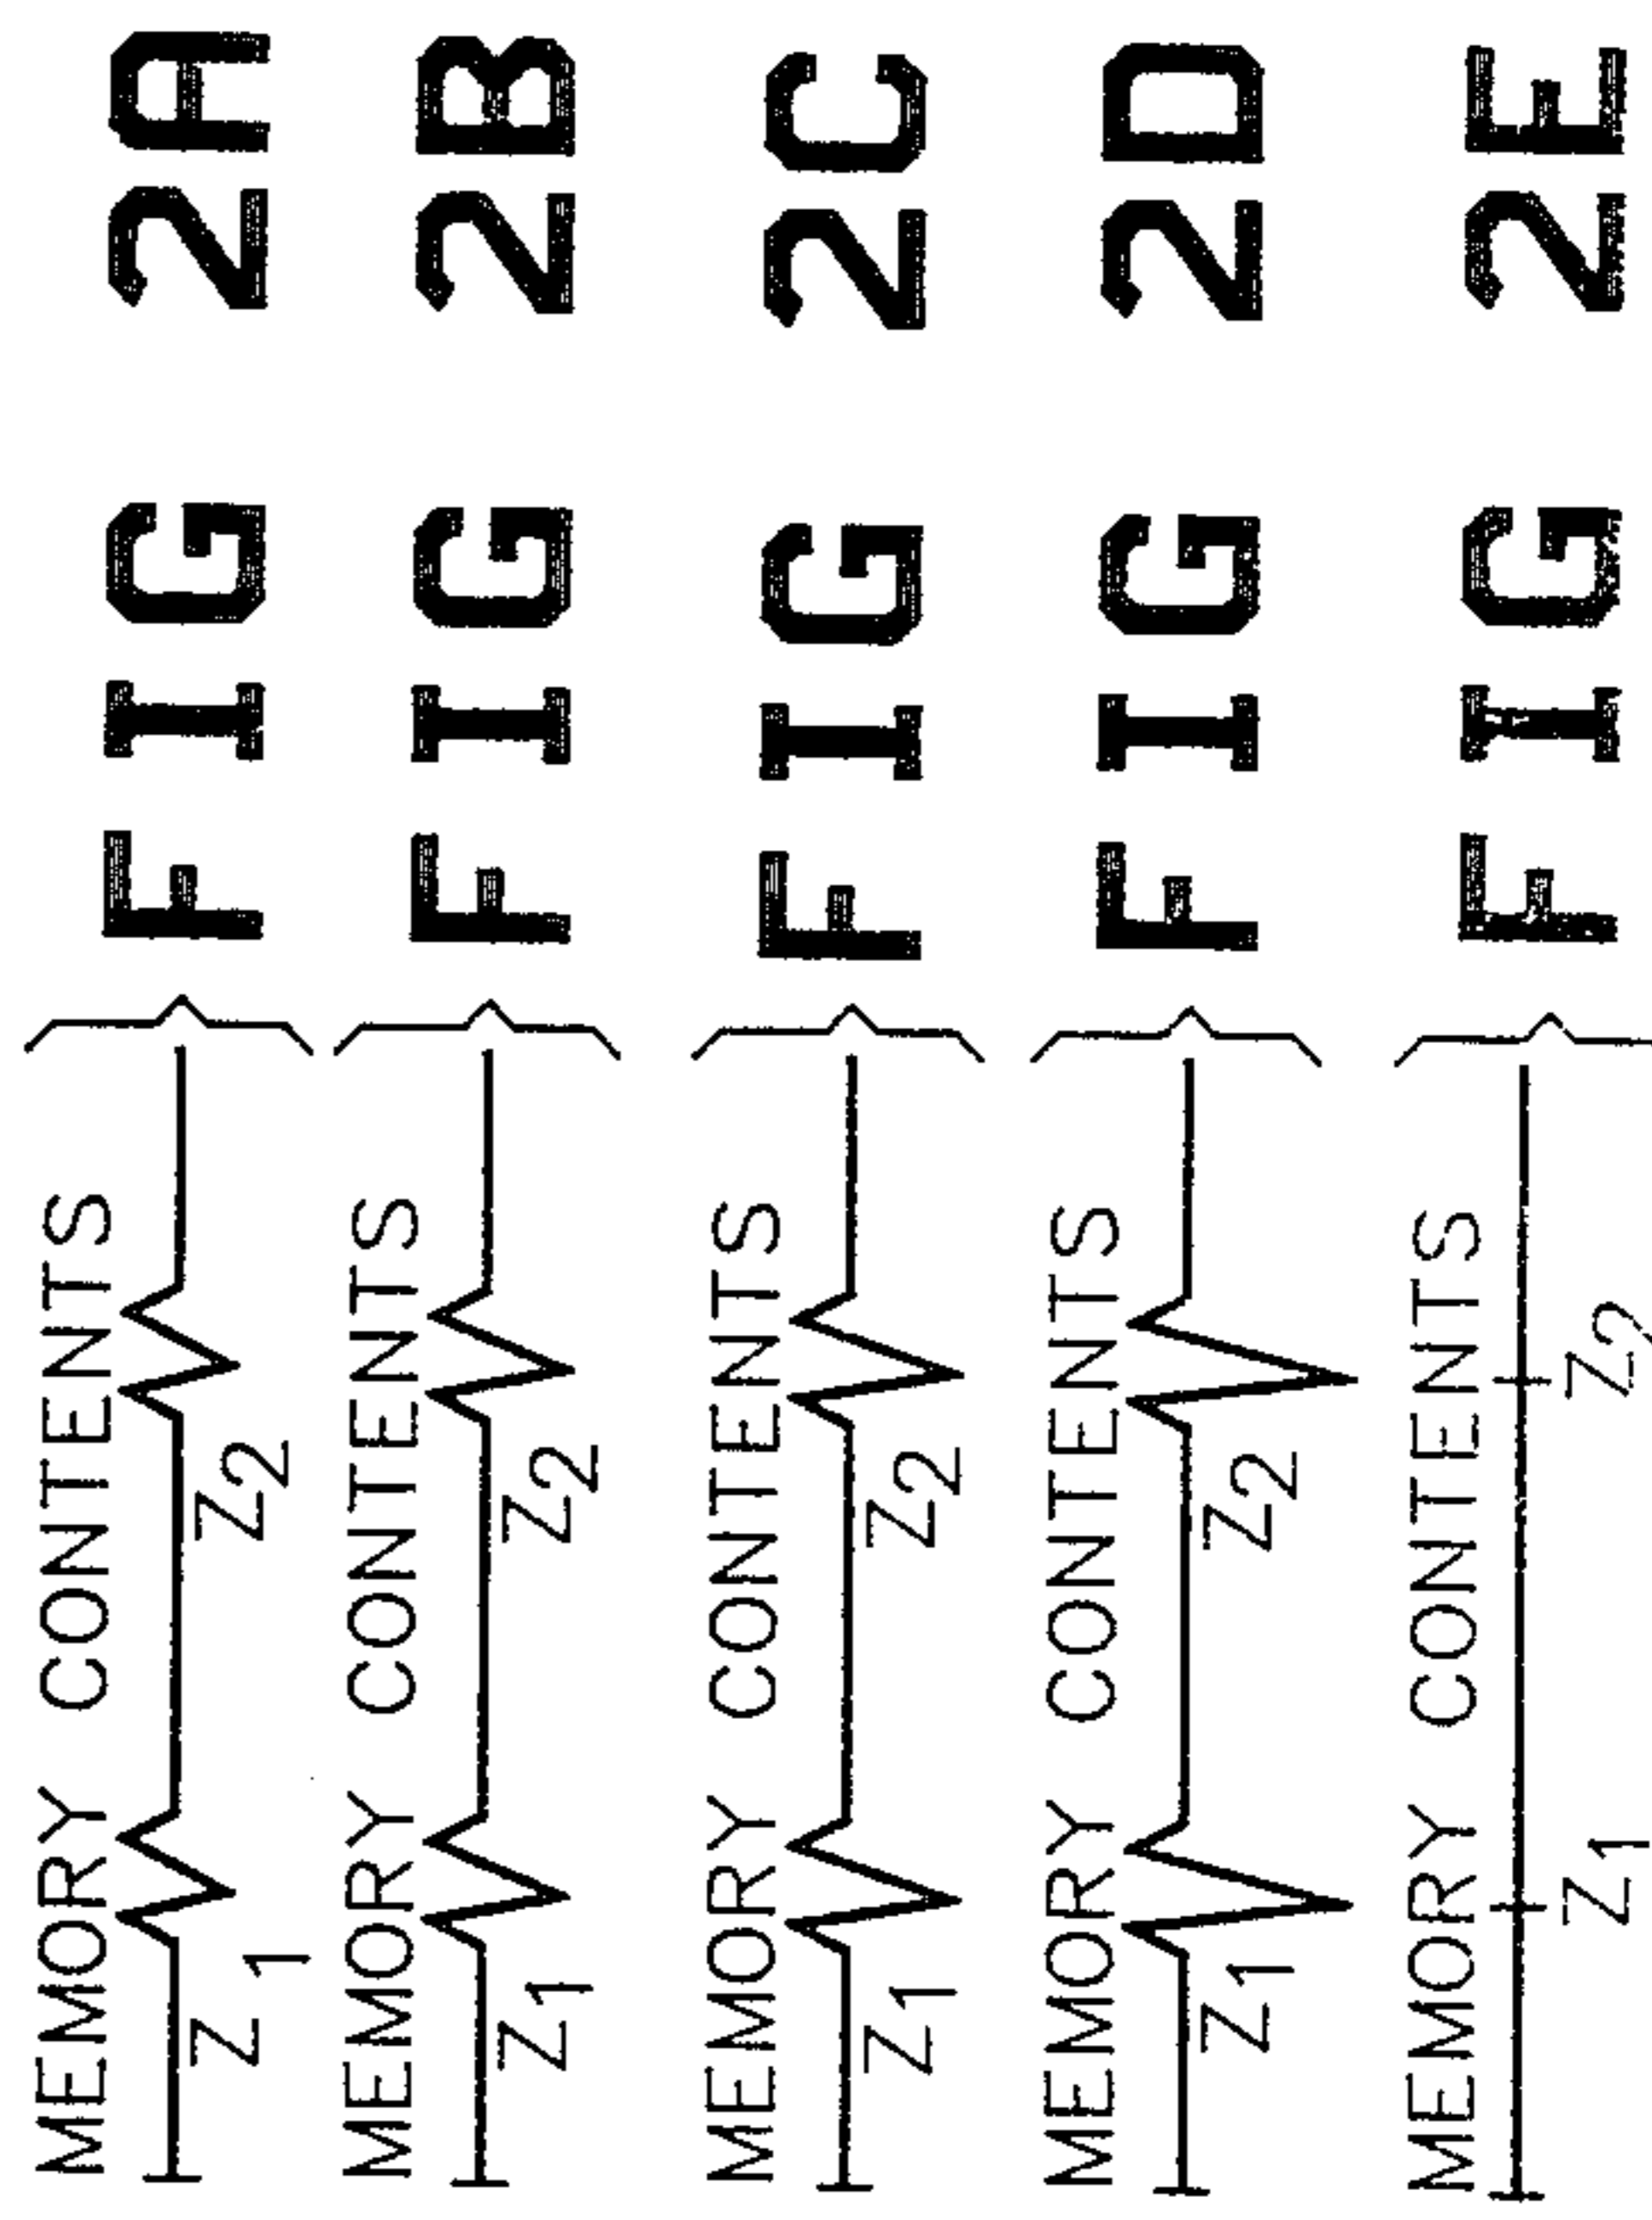 MEMORY CONTENTS
Z1 Z2
FIG 2A
MEMORY CONTENTS
Z1 Z2
FIG 2B
MEMORY CONTENTS
Z1 Z2
FIG 2C
MEMORY CONTENTS
Z1 Z2
FIG 2D
MEMORY CONTENTS
Z1 Z2
FIG 2E